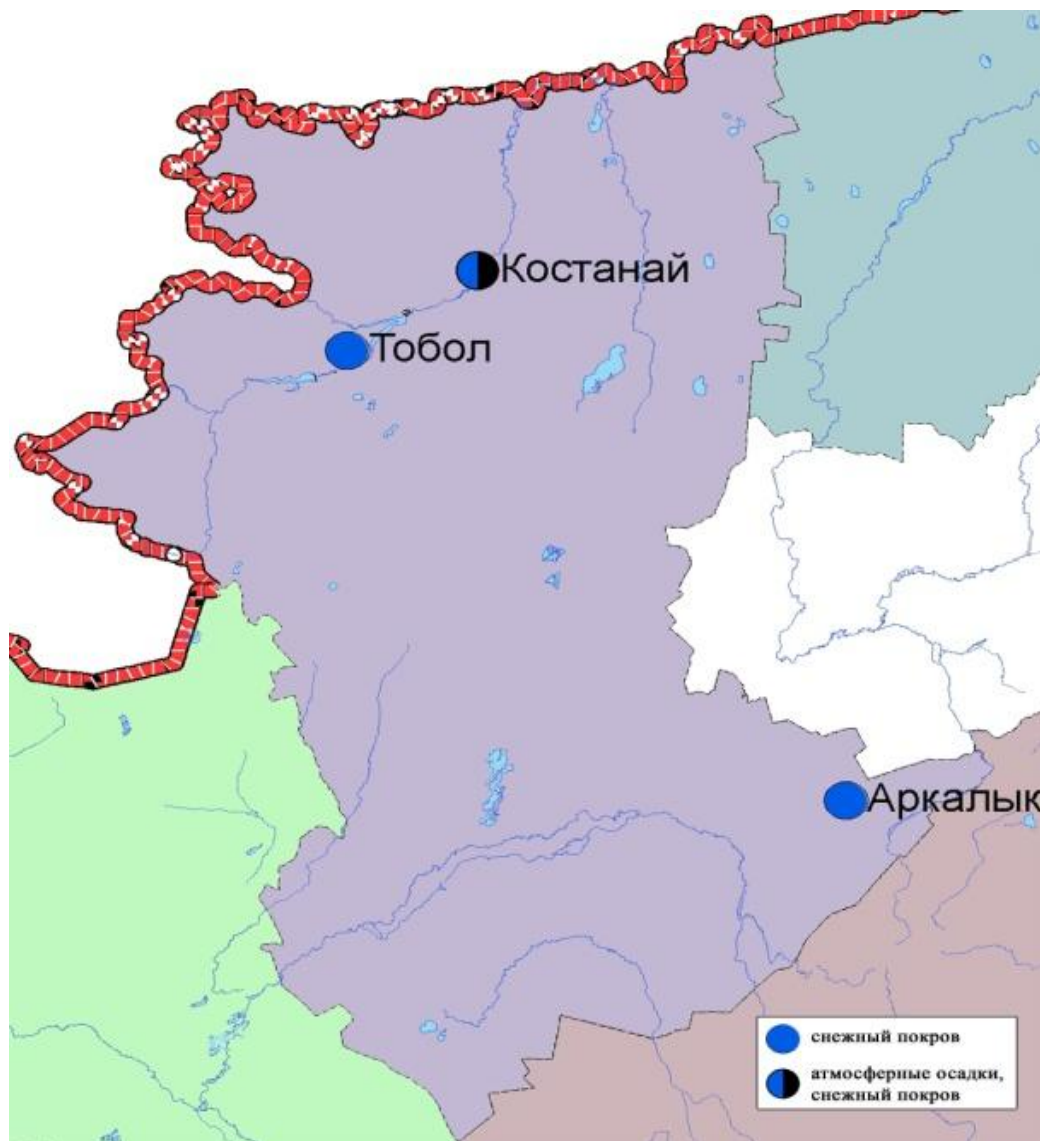 Костанай
Тобол
Аркалык
снежный покров
атмосферные осадки,
снежный покров